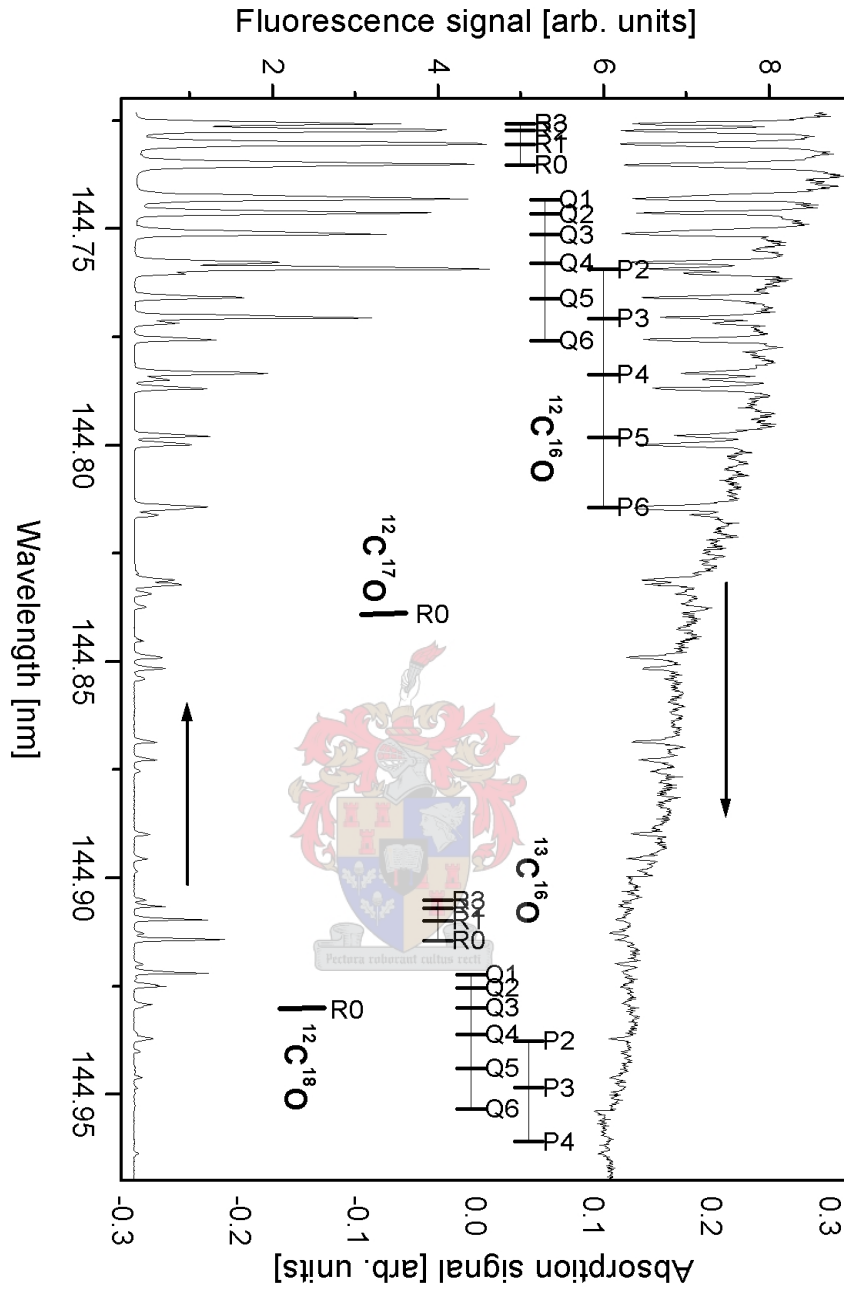 Fluorescence signal [arb. units]
2
4
6
8
R3
R2
R1
R0
Q1
Q2
Q3
Q4
Q5
Q6
P2
P3
P4
P5
P6
¹²C¹⁶O
¹²C¹⁷O
R0
¹³C¹⁶O
R3
R2
R1
R0
Q1
Q2
Q3
Q4
Q5
Q6
P2
P3
P4
R0
¹²C¹⁸O
Pectora roborant cultus recti
144.75
144.80
144.85
144.90
144.95
Wavelength [nm]
-0.3
-0.2
-0.1
0.0
0.1
0.2
0.3
Absorption signal [arb. units]